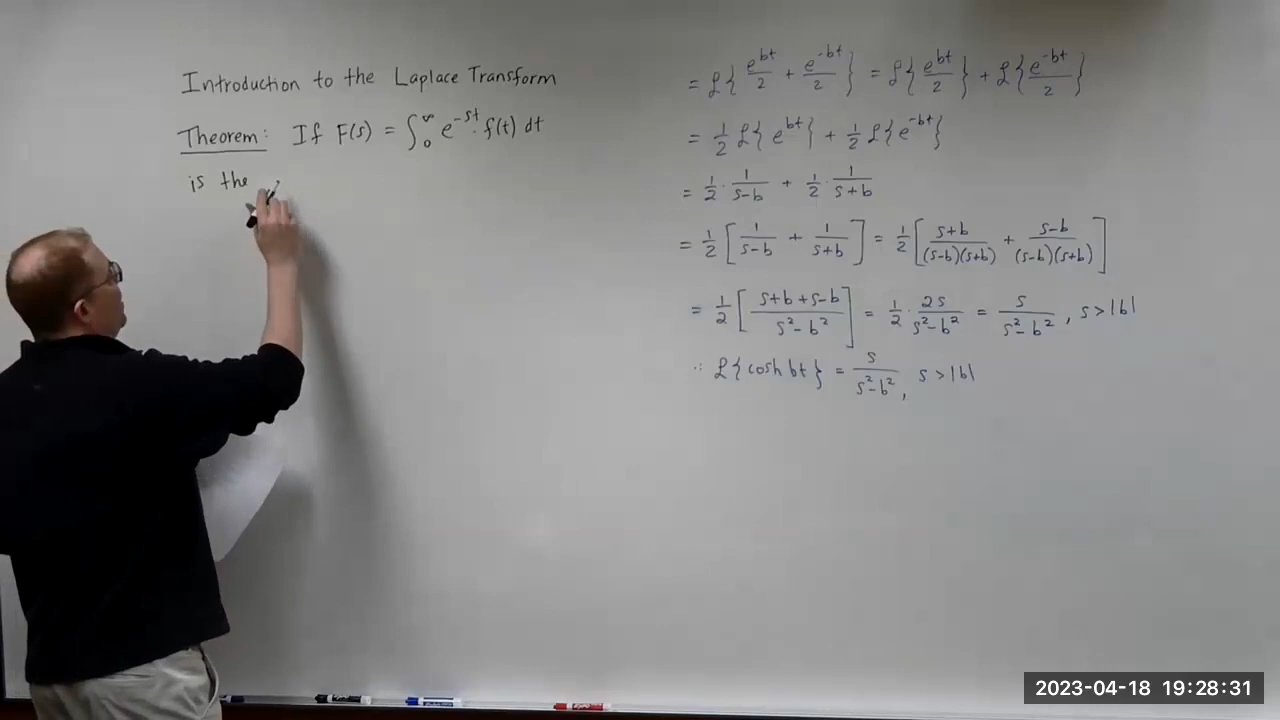 Introduction to the Laplace Transform
Theorem: If F(s) = ∫₀^∞ e^{-st} · f(t) dt
is the
= ℒ{ e^{bt}/2 + e^{-bt}/2 } = ℒ{ e^{bt}/2 } + ℒ{ e^{-bt}/2 }
= 1/2 ℒ{ e^{bt} } + 1/2 ℒ{ e^{-bt} }
= 1/2 · 1/(s-b) + 1/2 · 1/(s+b)
= 1/2 [ 1/(s-b) + 1/(s+b) ] = 1/2 [ (s+b)/((s-b)(s+b)) + (s-b)/((s-b)(s+b)) ]
= 1/2 [ (s+b+s-b)/(s²-b²) ] = 1/2 · 2s/(s²-b²) = s/(s²-b²), s > |b|
∴ ℒ{cosh bt} = s/(s²-b²), s > |b|
2023-04-18 19:28:31